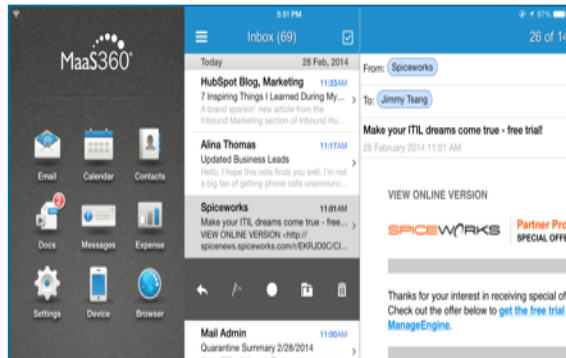 MaaS360
Email
Calendar
Contacts
2
Docs
Messages
Expense
Settings
Device
Browser
5:51 PM
Inbox (69)
Today 28 Feb, 2014
HubSpot Blog, Marketing 11:33AM
7 Inspiring Things I Learned During My...
A brand spankin' new article from the
Inbound Marketing section of Inbound Hu...
Alina Thomas 11:17AM
Updated Business Leads
Hello, I hope this note finds you well. I'm not
a big fan of getting phone calls unannounc...
Spiceworks 11:01AM
Make your ITIL dreams come true - free...
VIEW ONLINE VERSION <http://
spicenews.spiceworks.com/r/EKRJD0C/CI...
Mail Admin 11:00AM
Quarantine Summary 2/28/2014
97%
26 of 14
From: Spiceworks
To: Jimmy Tsang
Make your ITIL dreams come true - free trial!
28 February 2014 11:01 AM
VIEW ONLINE VERSION
SPICEWORKS
Partner Pro
SPECIAL OFFE
Thanks for your interest in receiving special of
Check out the offer below to get the free trial
ManageEngine.